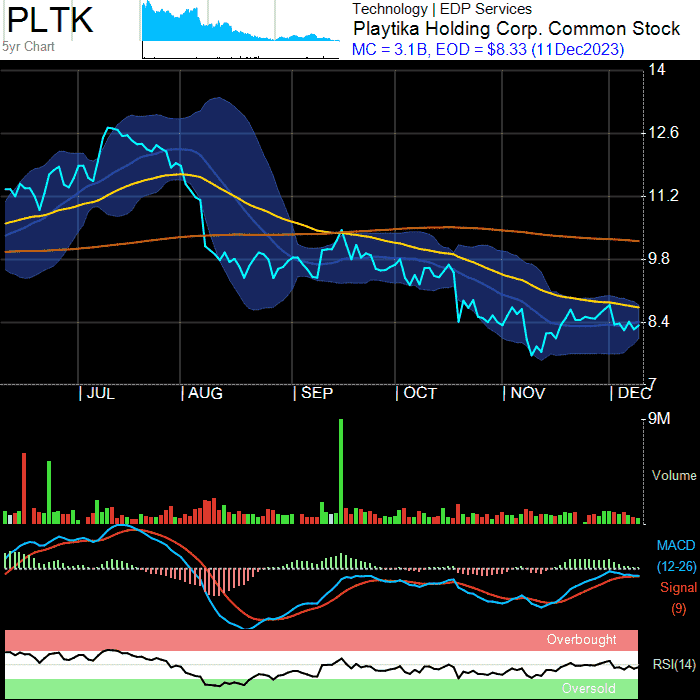 PLTK
5yr Chart
Technology | EDP Services
Playtika Holding Corp. Common Stock
MC = 3.1B, EOD = $8.33 (11Dec2023)
14
12.6
11.2
9.8
8.4
7
JUL
AUG
SEP
OCT
NOV
DEC
9M
Volume
MACD
(12-26)
Signal
(9)
Overbought
RSI(14)
Oversold